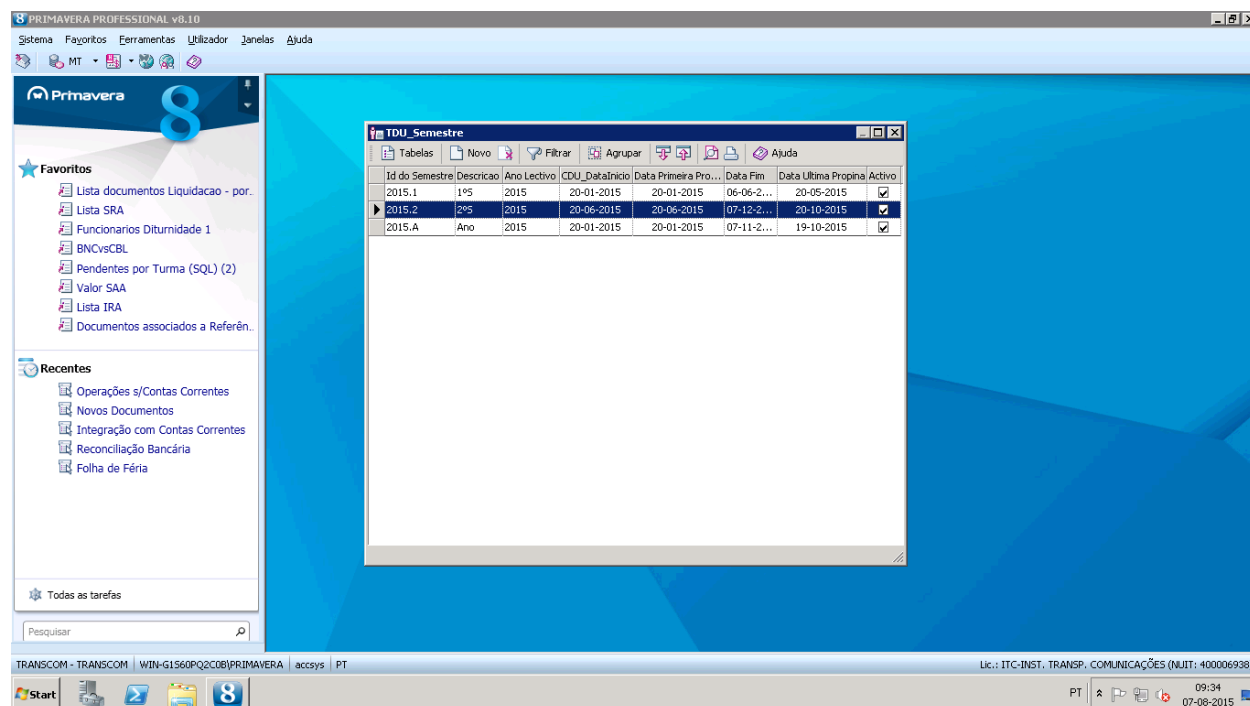 PRIMAVERA PROFESSIONAL v8.10
Sistema Favoritos Ferramentas Utilizador Janelas Ajuda
MT
Primavera 8
Favoritos
Lista documentos Liquidacao - por..
Lista SRA
Funcionarios Diturnidade 1
BNCvsCBL
Pendentes por Turma (SQL) (2)
Valor SAA
Lista IRA
Documentos associados a Referên..
Recentes
Operações s/Contas Correntes
Novos Documentos
Integração com Contas Correntes
Reconciliação Bancária
Folha de Féria
Todas as tarefas
Pesquisar
TDU_Semestre
Tabelas Novo Filtrar Agrupar Ajuda
Id do Semestre Descricao Ano Lectivo CDU_DataInicio Data Primeira Pro... Data Fim Data Ultima Propina Activo
2015.1 1ºS 2015 20-01-2015 20-01-2015 06-06-2... 20-05-2015
2015.2 2ºS 2015 20-06-2015 20-06-2015 07-12-2... 20-10-2015
2015.A Ano 2015 20-01-2015 20-01-2015 07-11-2... 19-10-2015
TRANSCOM - TRANSCOM WIN-G1S60PQ2C0B\PRIMAVERA accsys PT Lic.: ITC-INST. TRANSP. COMUNICAÇÕES (NUIT: 400006938
Start 8 PT 09:34
07-08-2015